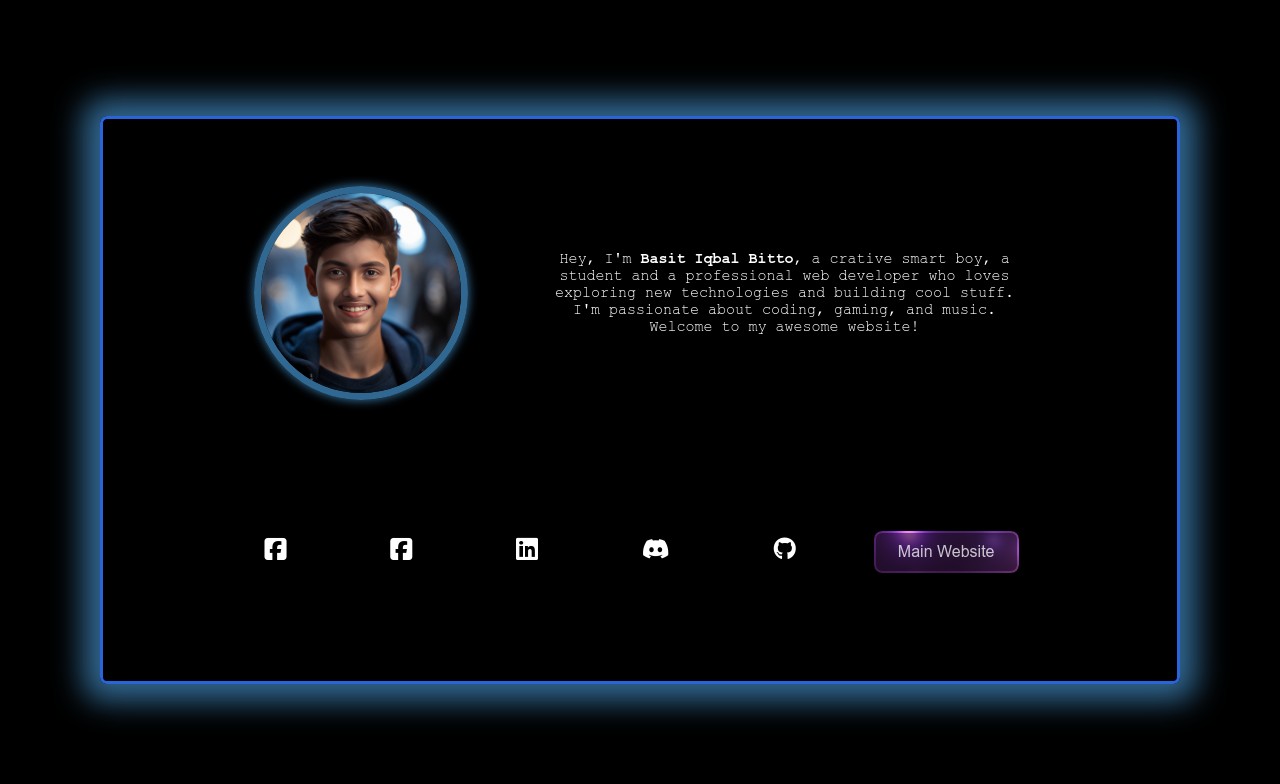 Hey, I'm Basit Iqbal Bitto, a crative smart boy, a
student and a professional web developer who loves
exploring new technologies and building cool stuff.
I'm passionate about coding, gaming, and music.
Welcome to my awesome website!
Main Website